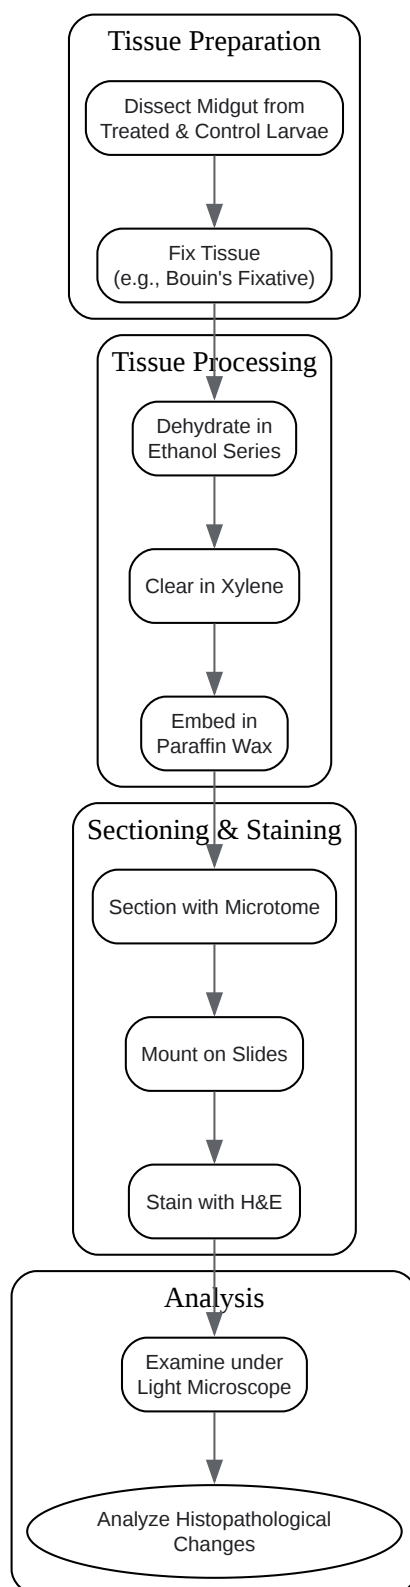 Tissue Preparation
Dissect Midgut from
Treated & Control Larvae
Fix Tissue
(e.g., Bouin's Fixative)
Tissue Processing
Dehydrate in
Ethanol Series
Clear in Xylene
Embed in
Paraffin Wax
Sectioning & Staining
Section with Microtome
Mount on Slides
Stain with H&E
Analysis
Examine under
Light Microscope
Analyze Histopathological
Changes